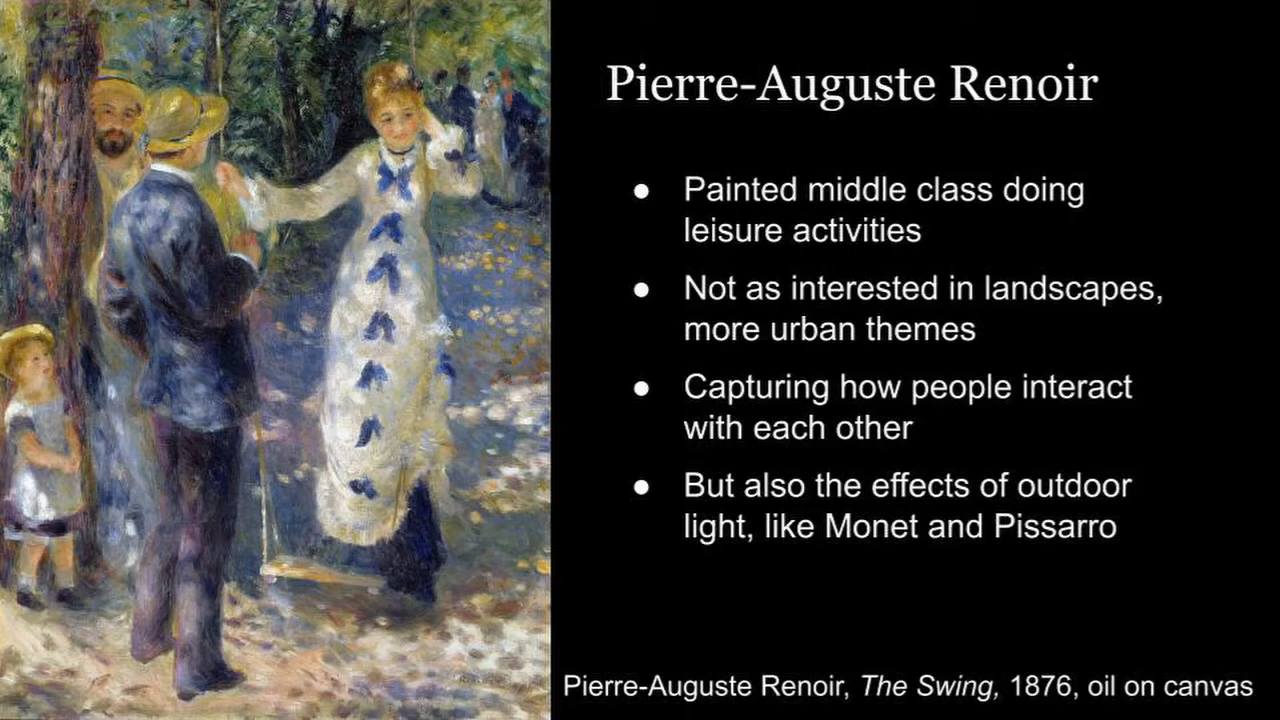 Pierre-Auguste Renoir
● Painted middle class doing
leisure activities
● Not as interested in landscapes,
more urban themes
● Capturing how people interact
with each other
● But also the effects of outdoor
light, like Monet and Pissarro
Pierre-Auguste Renoir, The Swing, 1876, oil on canvas